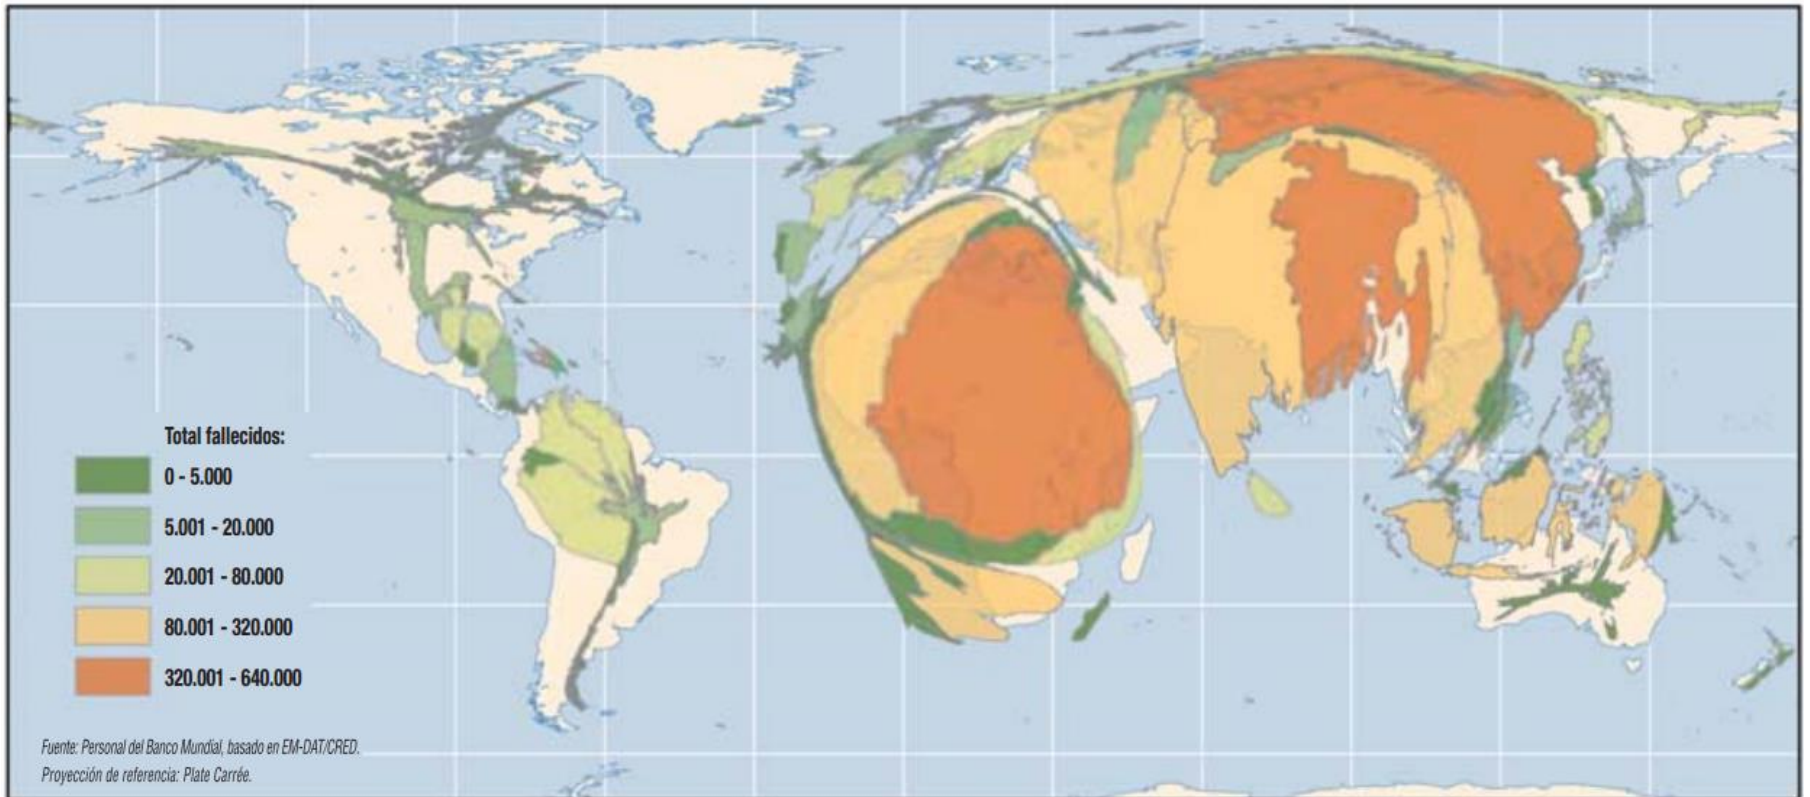 Total fallecidos:
0 - 5.000
5.001 - 20.000
20.001 - 80.000
80.001 - 320.000
320.001 - 640.000
Fuente: Personal del Banco Mundial, basado en EM-DAT/CRED.
Proyección de referencia: Plate Carrée.